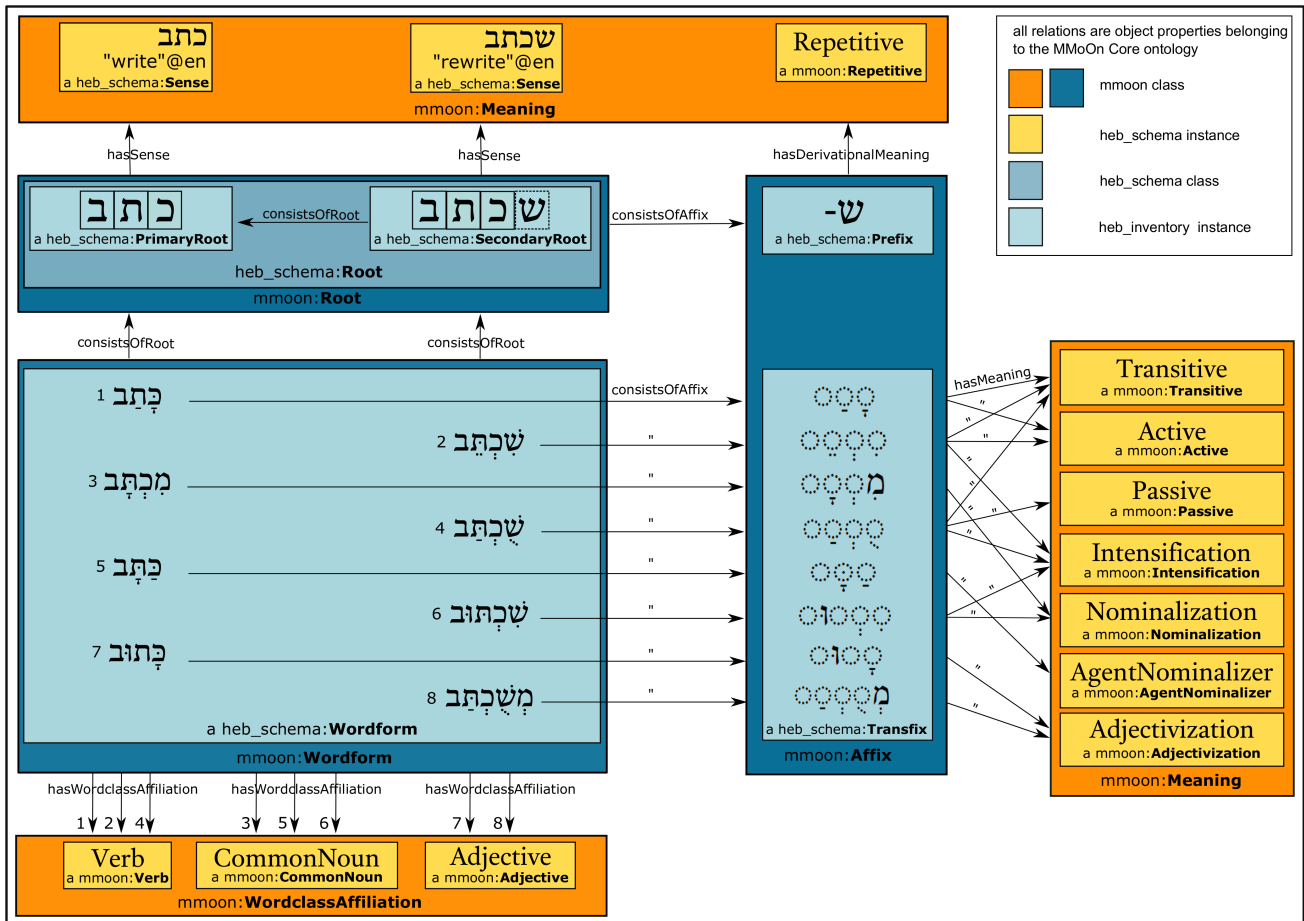 כתב
"write"@en
a heb_schema:Sense
שכתב
"rewrite"@en
a heb_schema:Sense
Repetitive
a mmoon:Repetitive
mmoon:Meaning
all relations are object properties belonging
to the MMoOn Core ontology
mmoon class
heb_schema instance
heb_schema class
heb_inventory instance
hasSense
hasSense
hasDerivationalMeaning
כתב
a heb_schema:PrimaryRoot
consistsOfRoot
שכתב
a heb_schema:SecondaryRoot
heb_schema:Root
mmoon:Root
consistsOfAffix
ש-
a heb_schema:Prefix
consistsOfRoot
consistsOfRoot
1 כָּתַב
consistsOfAffix
◌ָ◌ַ◌
2 שִׁכְתֵּב
"
◌ִ◌ְ◌ֵ◌
3 מִכְתָּב
"
מִ◌ְ◌ָ◌
4 שֻׁכְתַּב
"
◌ֻ◌ְ◌ַ◌
5 כַּתָּב
"
◌ַ◌ָּ◌
6 שִׁכְתּוּב
"
◌ִ◌ְ◌וּ◌
7 כָּתוּב
"
◌ָ◌וּ◌
8 מְשֻׁכְתַּב
"
מְ◌ֻ◌ְ◌ַ◌
a heb_schema:Wordform
mmoon:Wordform
a heb_schema:Transfix
mmoon:Affix
hasMeaning
" " " " " " " " " " " "
Transitive
a mmoon:Transitive
Active
a mmoon:Active
Passive
a mmoon:Passive
Intensification
a mmoon:Intensification
Nominalization
a mmoon:Nominalization
AgentNominalizer
a mmoon:AgentNominalizer
Adjectivization
a mmoon:Adjectivization
mmoon:Meaning
hasWordclassAffiliation
hasWordclassAffiliation
hasWordclassAffiliation
1 2 4
3 5 6
7 8
Verb
a mmoon:Verb
CommonNoun
a mmoon:CommonNoun
Adjective
a mmoon:Adjective
mmoon:WordclassAffiliation